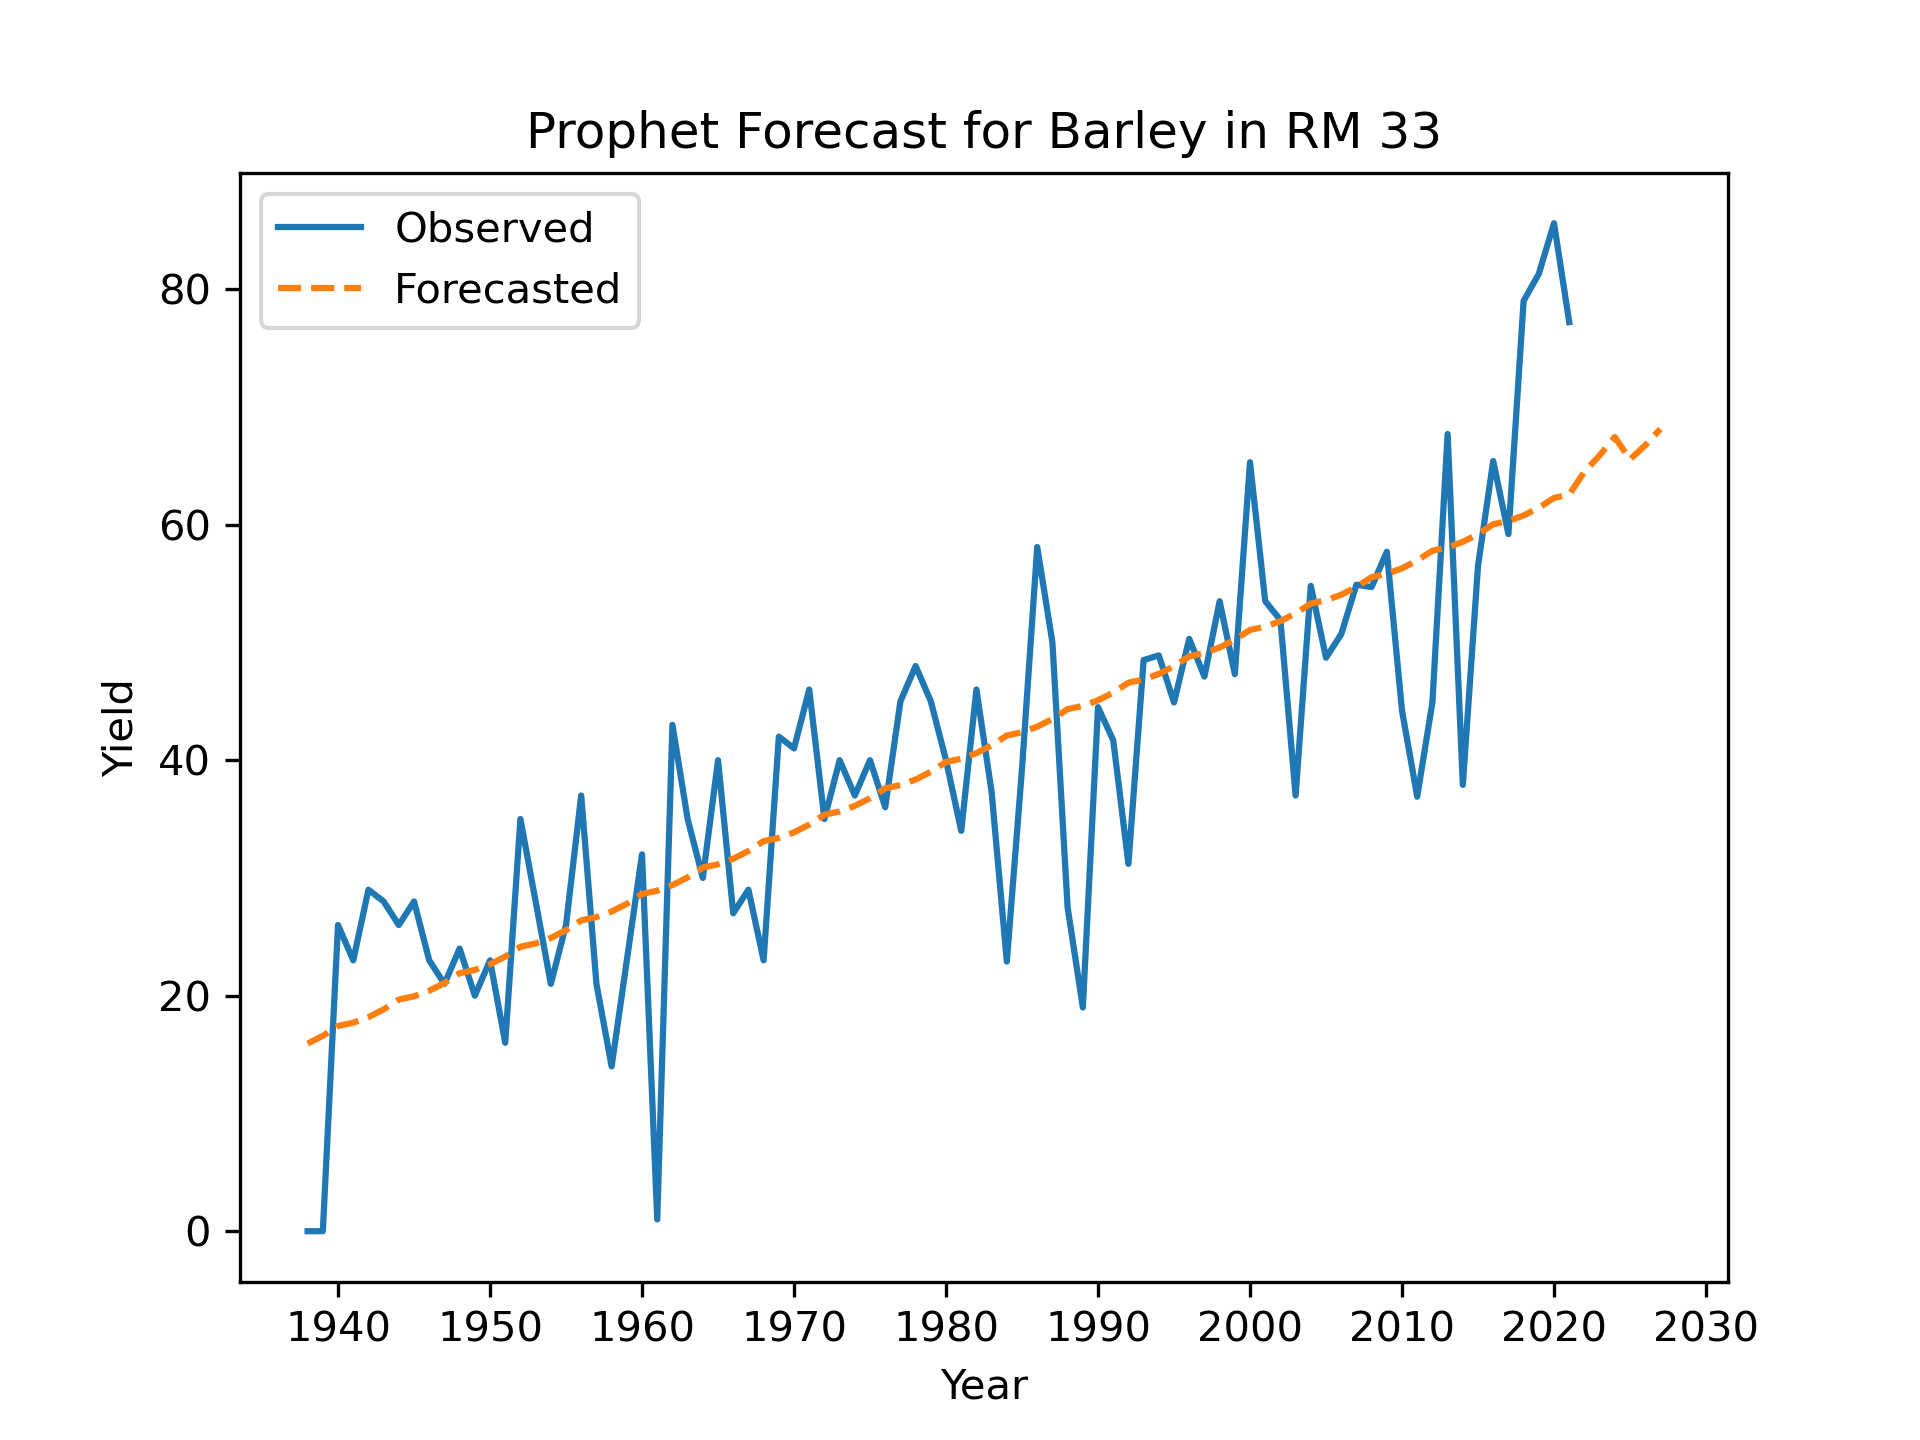 Prophet Forecast for Barley in RM 33
Observed
Forecasted
80
60
40
20
0
Yield
1940 1950 1960 1970 1980 1990 2000 2010 2020 2030
Year